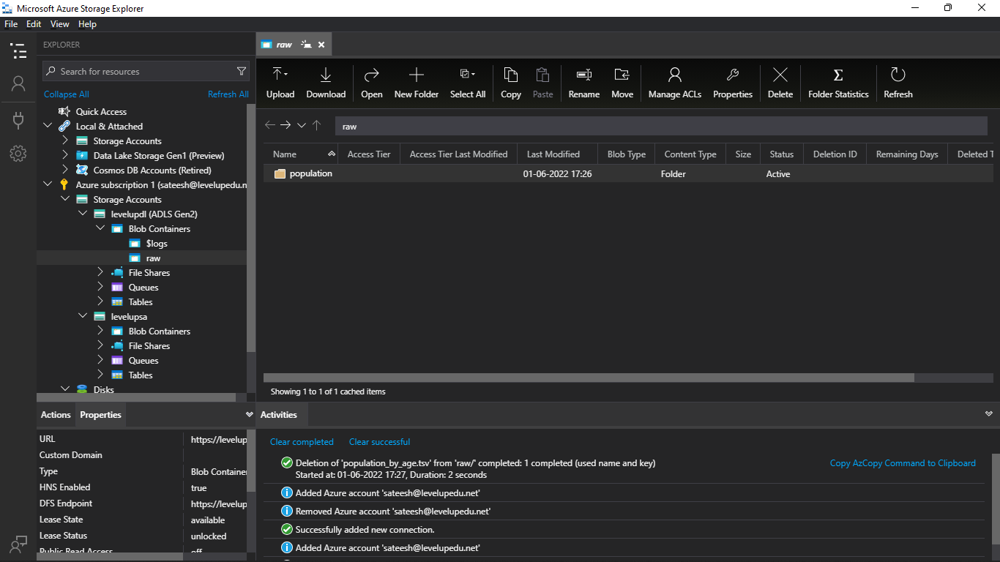 Microsoft Azure Storage Explorer
File Edit View Help
EXPLORER
Search for resources
Collapse All Refresh All
Quick Access
Local & Attached
Storage Accounts
Data Lake Storage Gen1 (Preview)
Cosmos DB Accounts (Retired)
Azure subscription 1 (sateesh@levelupedu.n
Storage Accounts
levelupdl (ADLS Gen2)
Blob Containers
$logs
raw
File Shares
Queues
Tables
levelupsa
Blob Containers
File Shares
Queues
Tables
Disks
Actions Properties
URL https://levelup
Custom Domain
Type Blob Container
HNS Enabled true
DFS Endpoint https://levelup
Lease State available
Lease Status unlocked
Public Read Access off
raw
Upload Download Open New Folder Select All Copy Paste Rename Move Manage ACLs Properties Delete Folder Statistics Refresh
raw
Name Access Tier Access Tier Last Modified Last Modified Blob Type Content Type Size Status Deletion ID Remaining Days Deleted T
population 01-06-2022 17:26 Folder Active
Showing 1 to 1 of 1 cached items
Activities
Clear completed Clear successful
Deletion of 'population_by_age.tsv' from 'raw/' completed: 1 completed (used name and key) Copy AzCopy Command to Clipboard
Started at: 01-06-2022 17:27, Duration: 2 seconds
Added Azure account 'sateesh@levelupedu.net'
Removed Azure account 'sateesh@levelupedu.net'
Successfully added new connection.
Added Azure account 'sateesh@levelupedu.net'